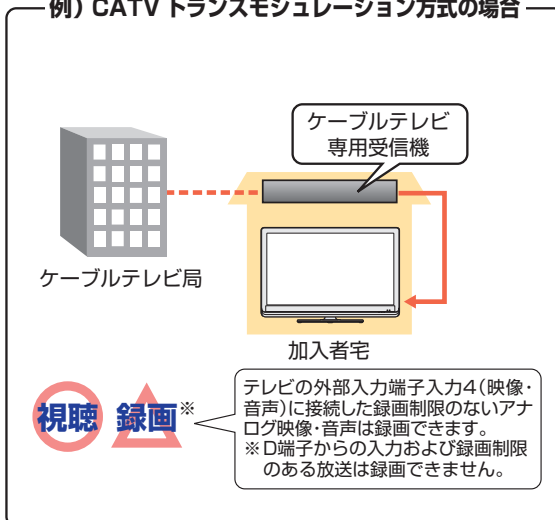 例）CATV トランスモジュレーション方式の場合
ケーブルテレビ
専用受信機
ケーブルテレビ局
加入者宅
視聴 録画※
テレビの外部入力端子入力4（映像・
音声）に接続した録画制限のないアナ
ログ映像・音声は録画できます。
※D端子からの入力および録画制限
のある放送は録画できません。